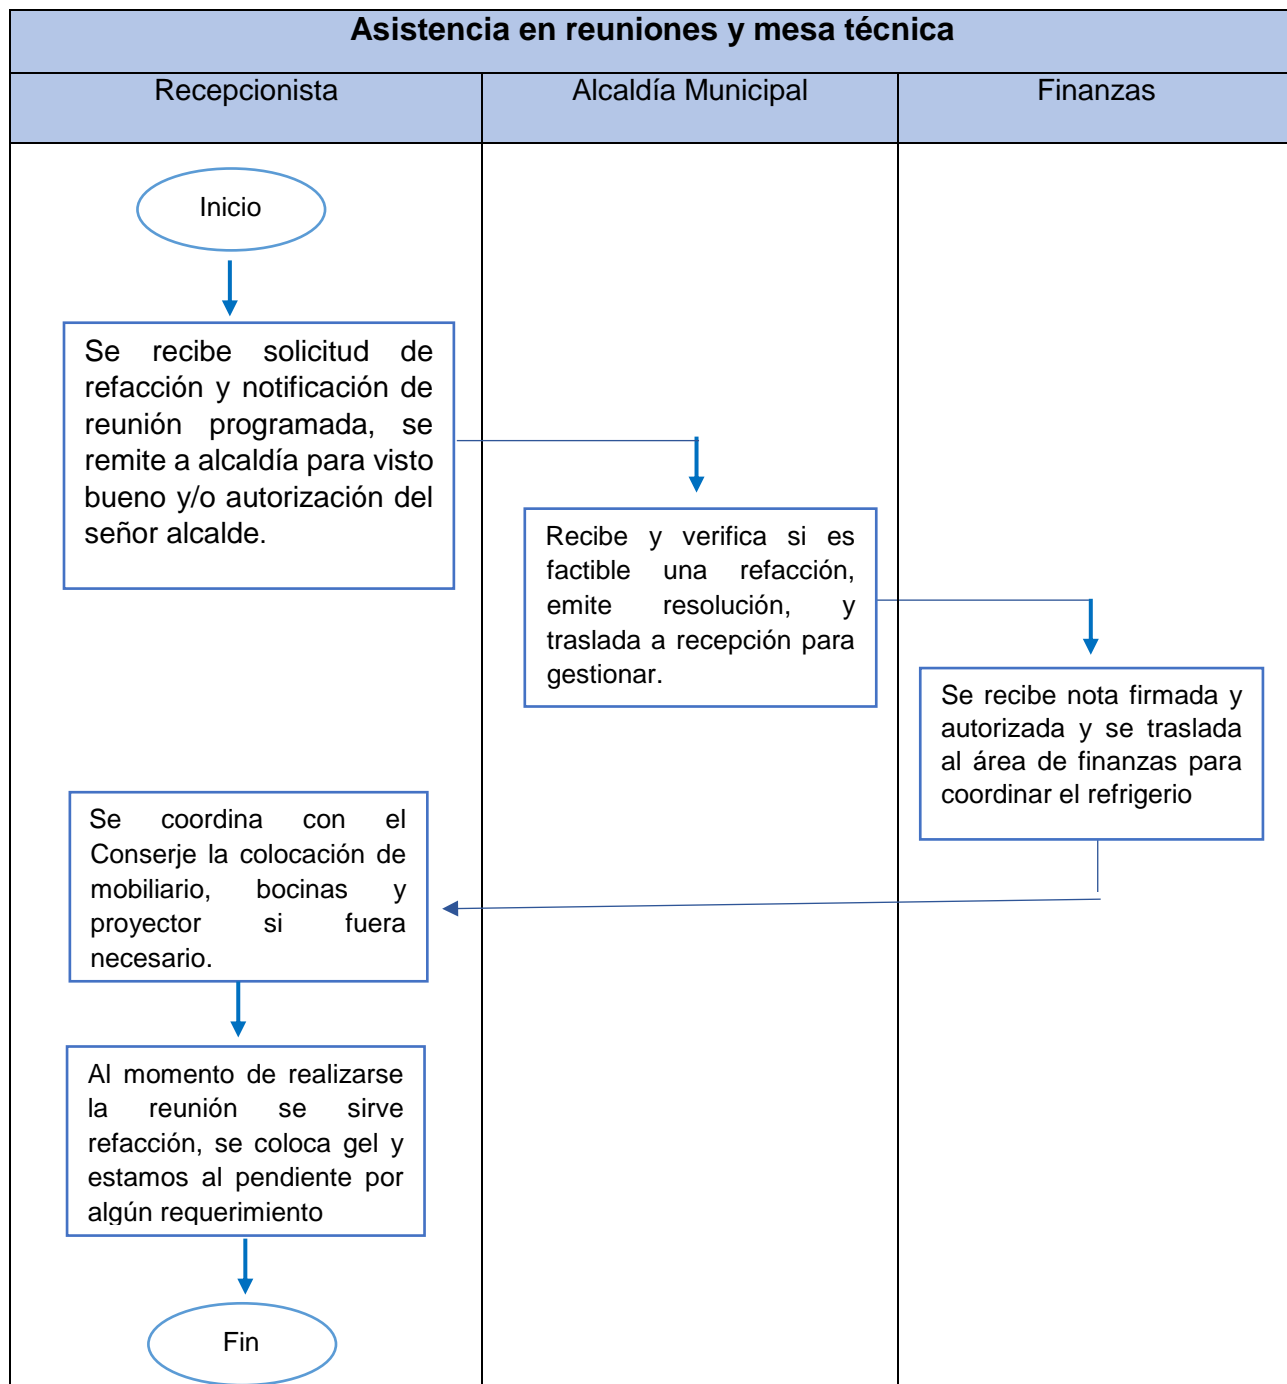 Asistencia en reuniones y mesa técnica
Recepcionista
Alcaldía Municipal
Finanzas
Inicio
Se recibe solicitud de
refacción y notificación de
reunión programada, se
remite a alcaldía para visto
bueno y/o autorización del
señor alcalde.
Recibe y verifica si es
factible una refacción,
emite resolución, y
traslada a recepción para
gestionar.
Se recibe nota firmada y
autorizada y se traslada
al área de finanzas para
coordinar el refrigerio
Se coordina con el
Conserje la colocación de
mobiliario, bocinas y
proyector si fuera
necesario.
Al momento de realizarse
la reunión se sirve
refacción, se coloca gel y
estamos al pendiente por
algún requerimiento
Fin